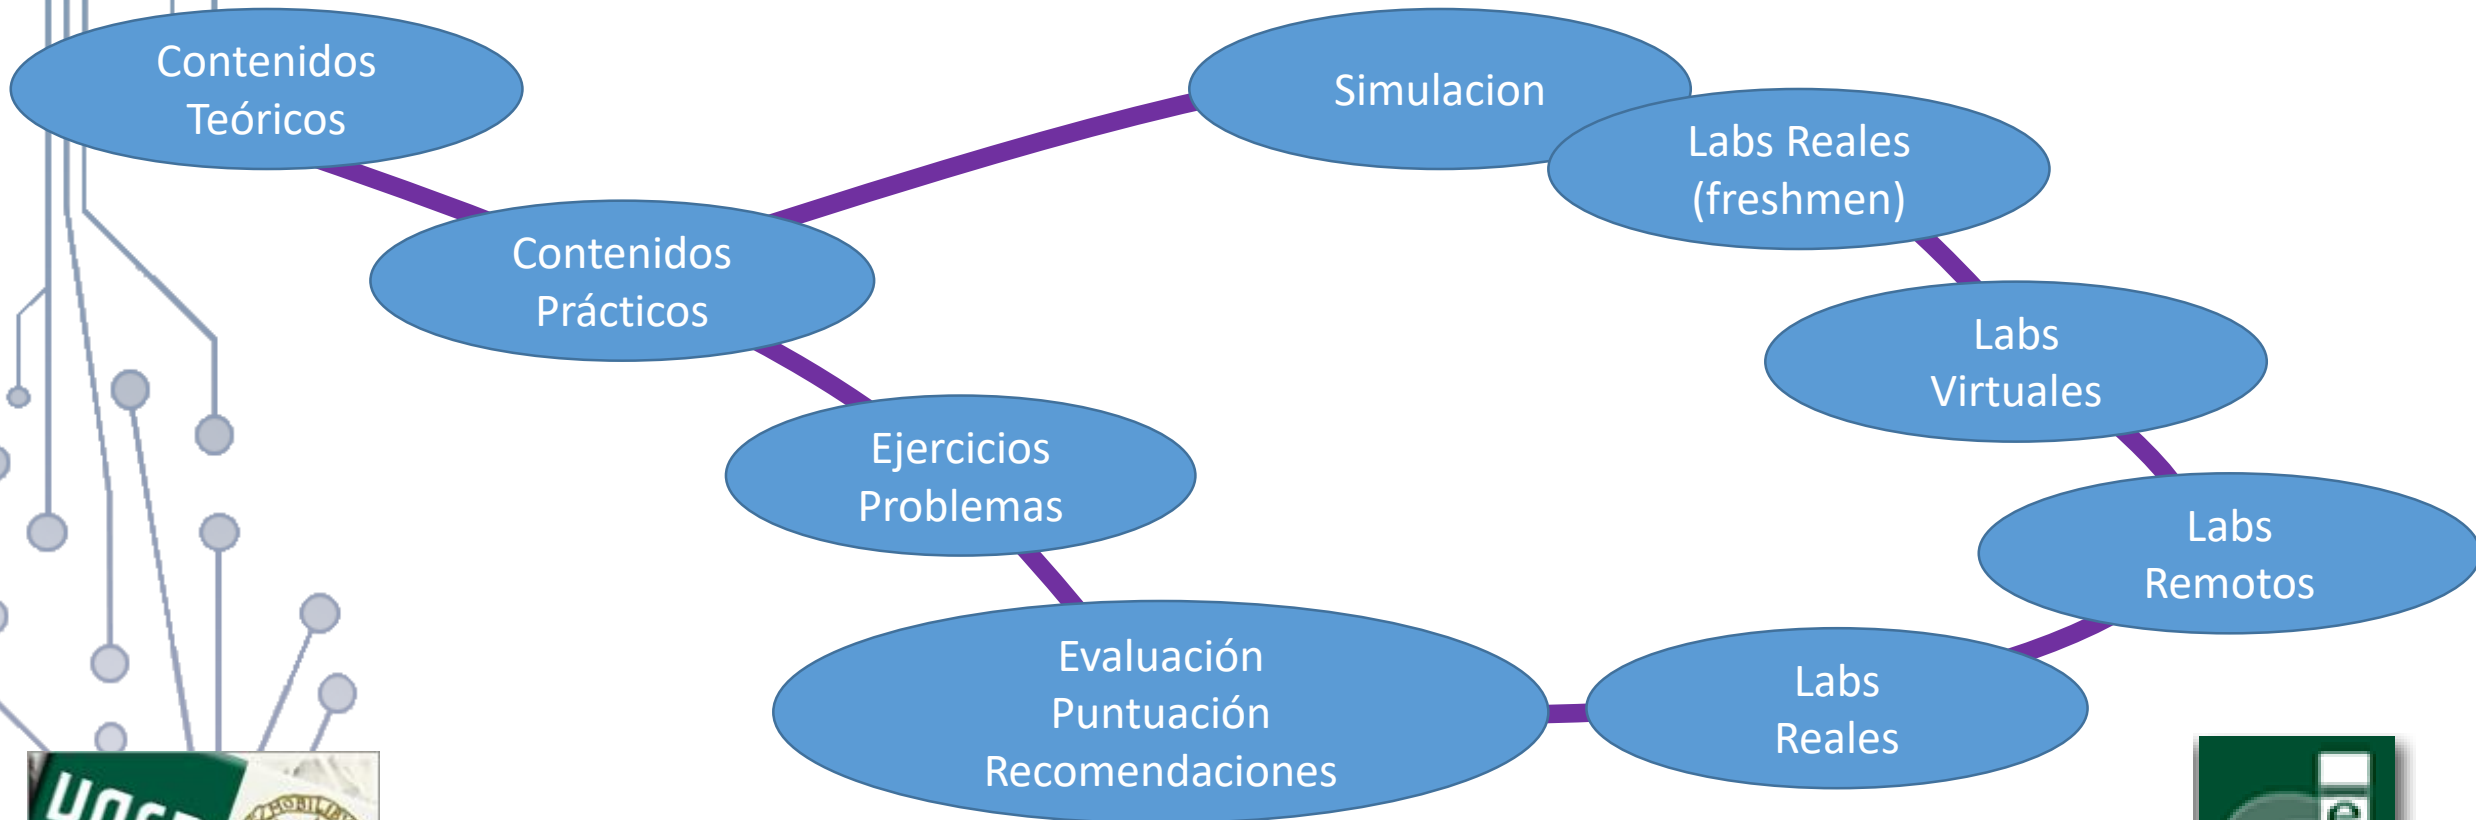 Contenidos
Teóricos
Simulacion
Labs Reales
(freshmen)
Contenidos
Prácticos
Labs
Virtuales
Ejercicios
Problemas
Labs
Remotos
Evaluación
Puntuación
Recomendaciones
Labs
Reales
e